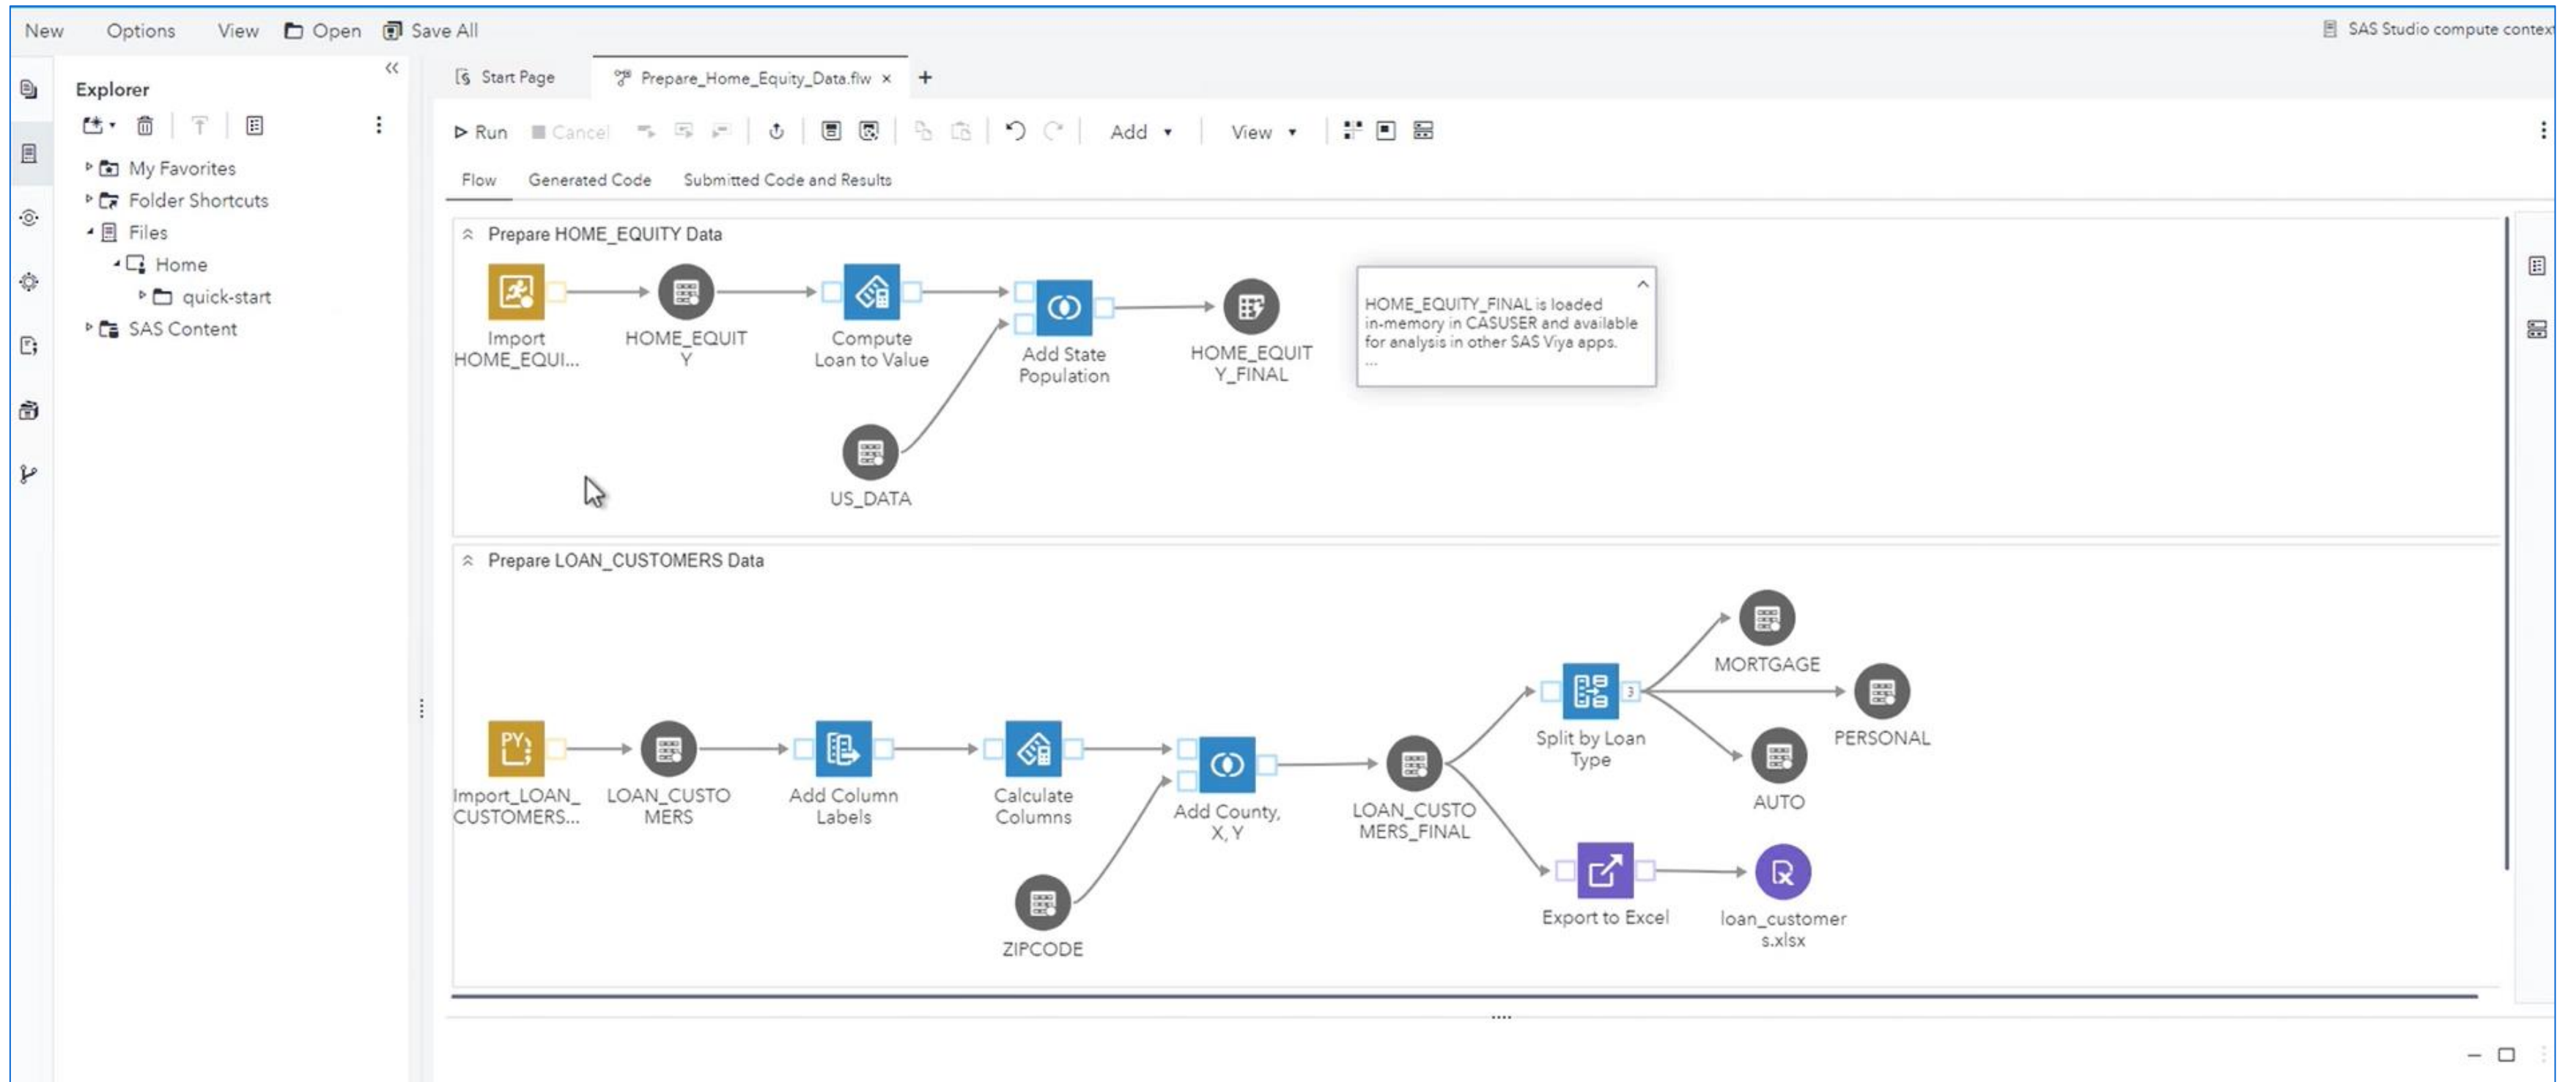 New Options View Open Save All
SAS Studio compute contex
Explorer
Start Page Prepare_Home_Equity_Data.flw × +
Run Cancel Add View
My Favorites
Folder Shortcuts
Files
Home
quick-start
SAS Content
Flow Generated Code Submitted Code and Results
Prepare HOME_EQUITY Data
Import
HOME_EQUI...
HOME_EQUIT
Y
Compute
Loan to Value
Add State
Population
HOME_EQUIT
Y_FINAL
HOME_EQUITY_FINAL is loaded
in-memory in CASUSER and available
for analysis in other SAS Viya apps.
...
US_DATA
Prepare LOAN_CUSTOMERS Data
MORTGAGE
3
Split by Loan
Type
PERSONAL
AUTO
PY
Import_LOAN_
CUSTOMERS...
LOAN_CUSTO
MERS
Add Column
Labels
Calculate
Columns
Add County,
X, Y
LOAN_CUSTO
MERS_FINAL
ZIPCODE
Export to Excel
loan_customer
s.xlsx